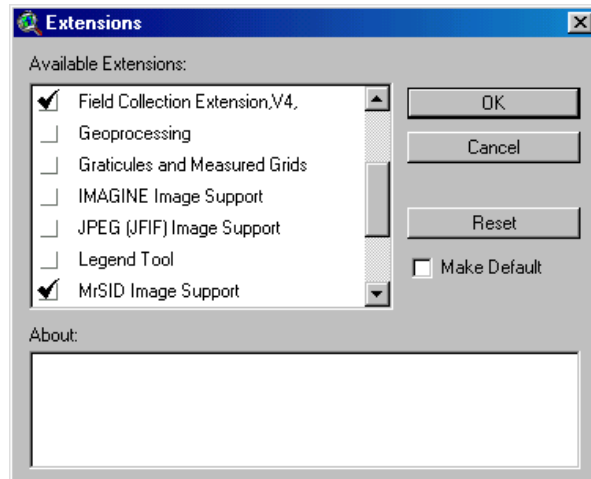 Extensions
Available Extensions:
Field Collection Extension,V4,
Geoprocessing
Graticules and Measured Grids
IMAGINE Image Support
JPEG (JFIF) Image Support
Legend Tool
MrSID Image Support
OK
Cancel
Reset
Make Default
About: